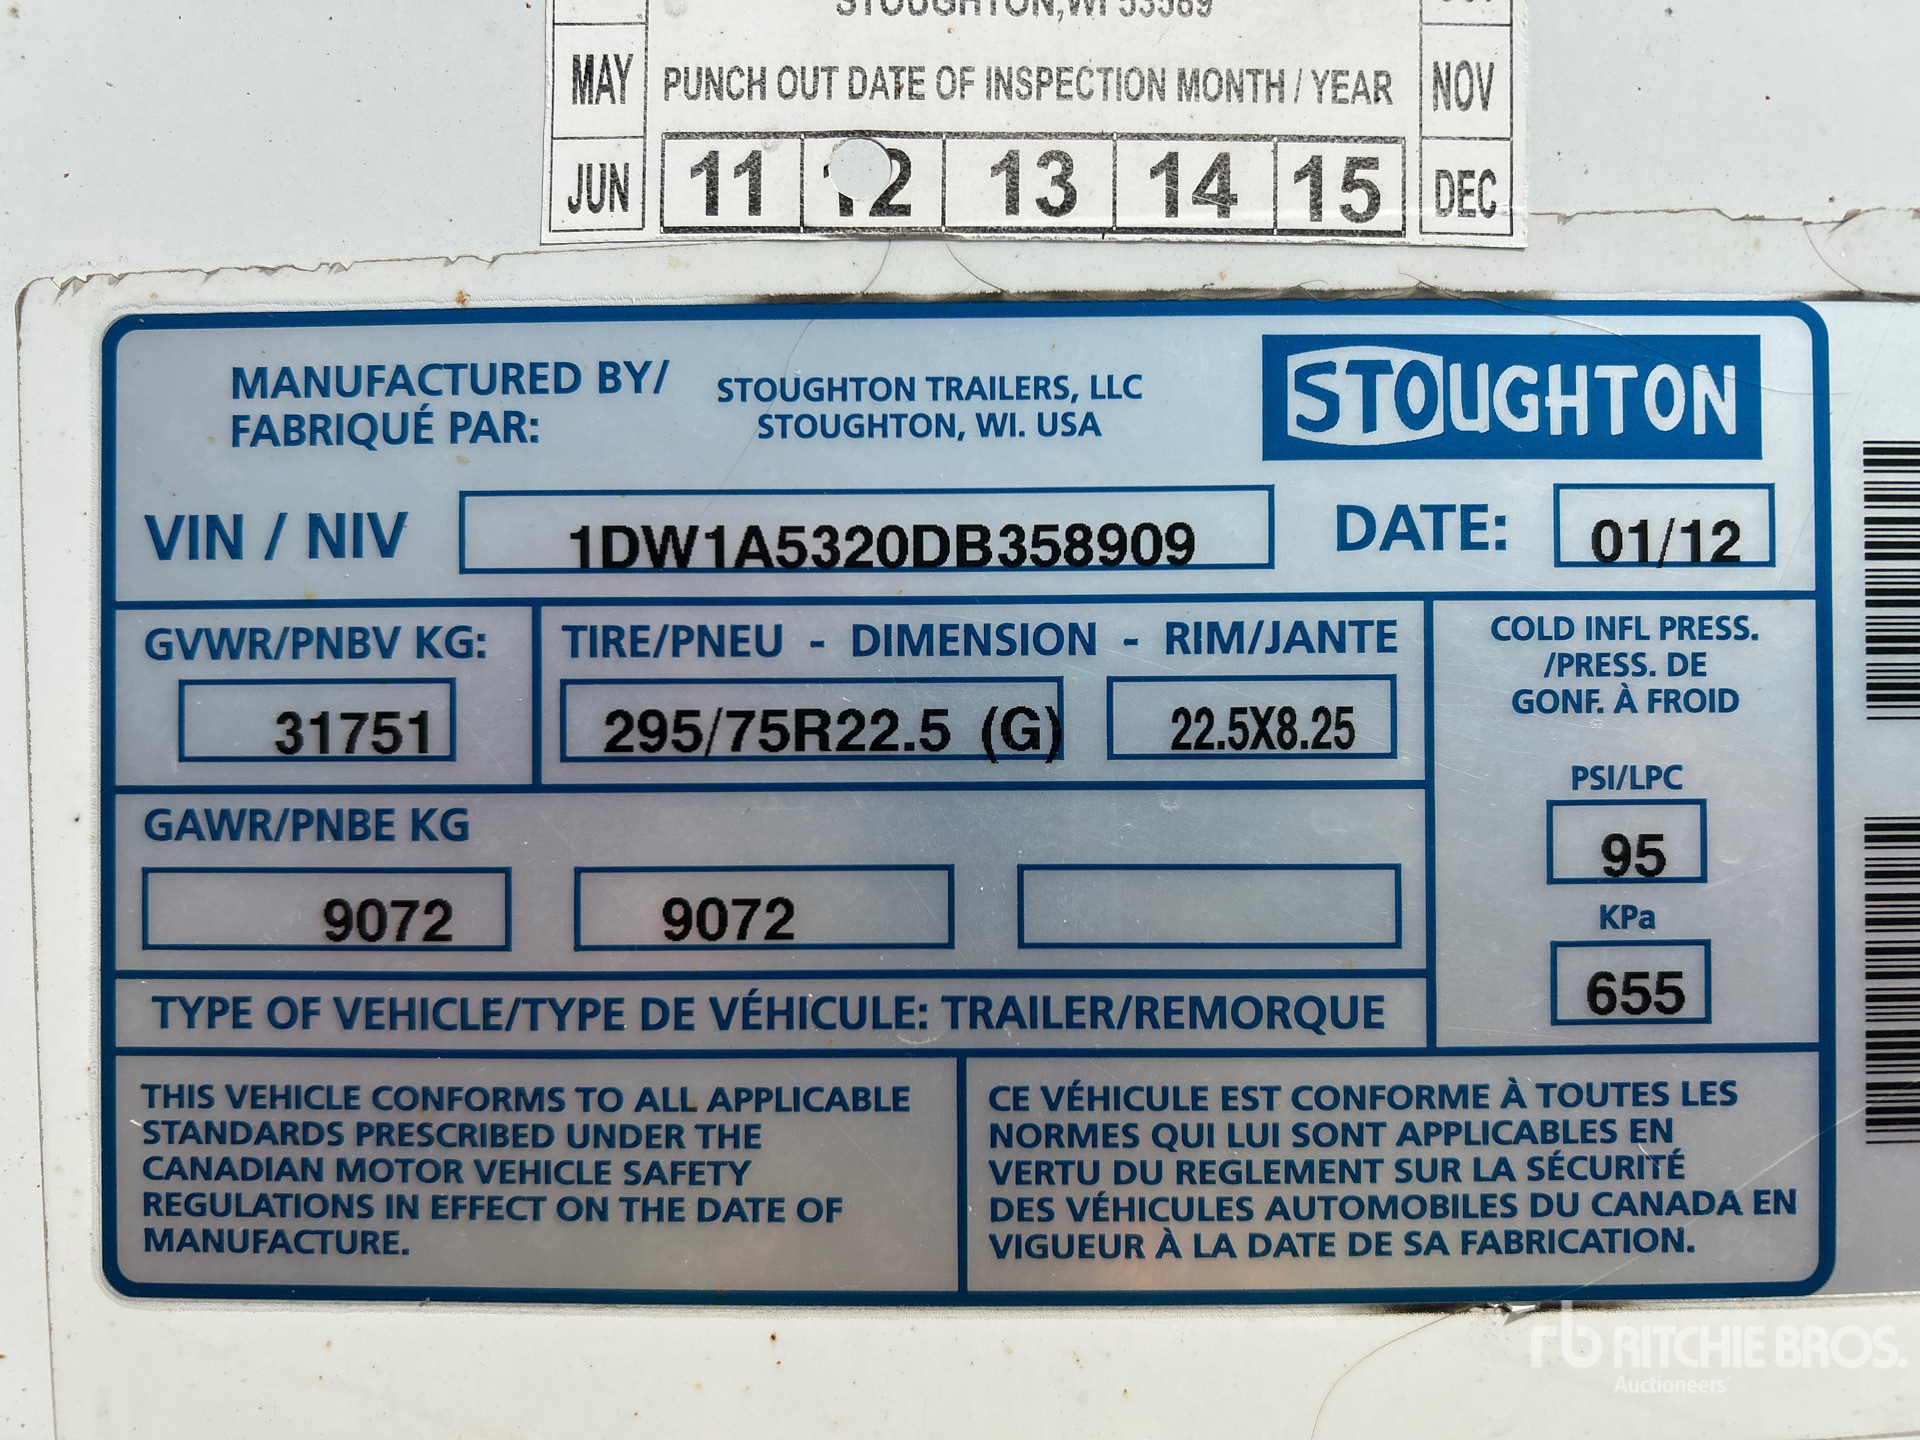 STOUGHTON, WI 53589
MAY PUNCH OUT DATE OF INSPECTION MONTH / YEAR NOV
JUN 11 12 13 14 15 DEC
MANUFACTURED BY/ STOUGHTON TRAILERS, LLC STOUGHTON
FABRIQUÉ PAR: STOUGHTON, WI. USA
VIN / NIV 1DW1A5320DB358909 DATE: 01/12
GVWR/PNBV KG: TIRE/PNEU - DIMENSION - RIM/JANTE
31751 295/75R22.5 (G) 22.5X8.25
COLD INFL PRESS.
/PRESS. DE
GONF. À FROID
PSI/LPC
95
KPa
655
GAWR/PNBE KG
9072 9072
TYPE OF VEHICLE/TYPE DE VÉHICULE: TRAILER/REMORQUE
THIS VEHICLE CONFORMS TO ALL APPLICABLE
STANDARDS PRESCRIBED UNDER THE
CANADIAN MOTOR VEHICLE SAFETY
REGULATIONS IN EFFECT ON THE DATE OF
MANUFACTURE.
CE VÉHICULE EST CONFORME À TOUTES LES
NORMES QUI LUI SONT APPLICABLES EN
VERTU DU REGLEMENT SUR LA SÉCURITÉ
DES VÉHICULES AUTOMOBILES DU CANADA EN
VIGUEUR À LA DATE DE SA FABRICATION.
rb RITCHIE BROS.
Auctioneers